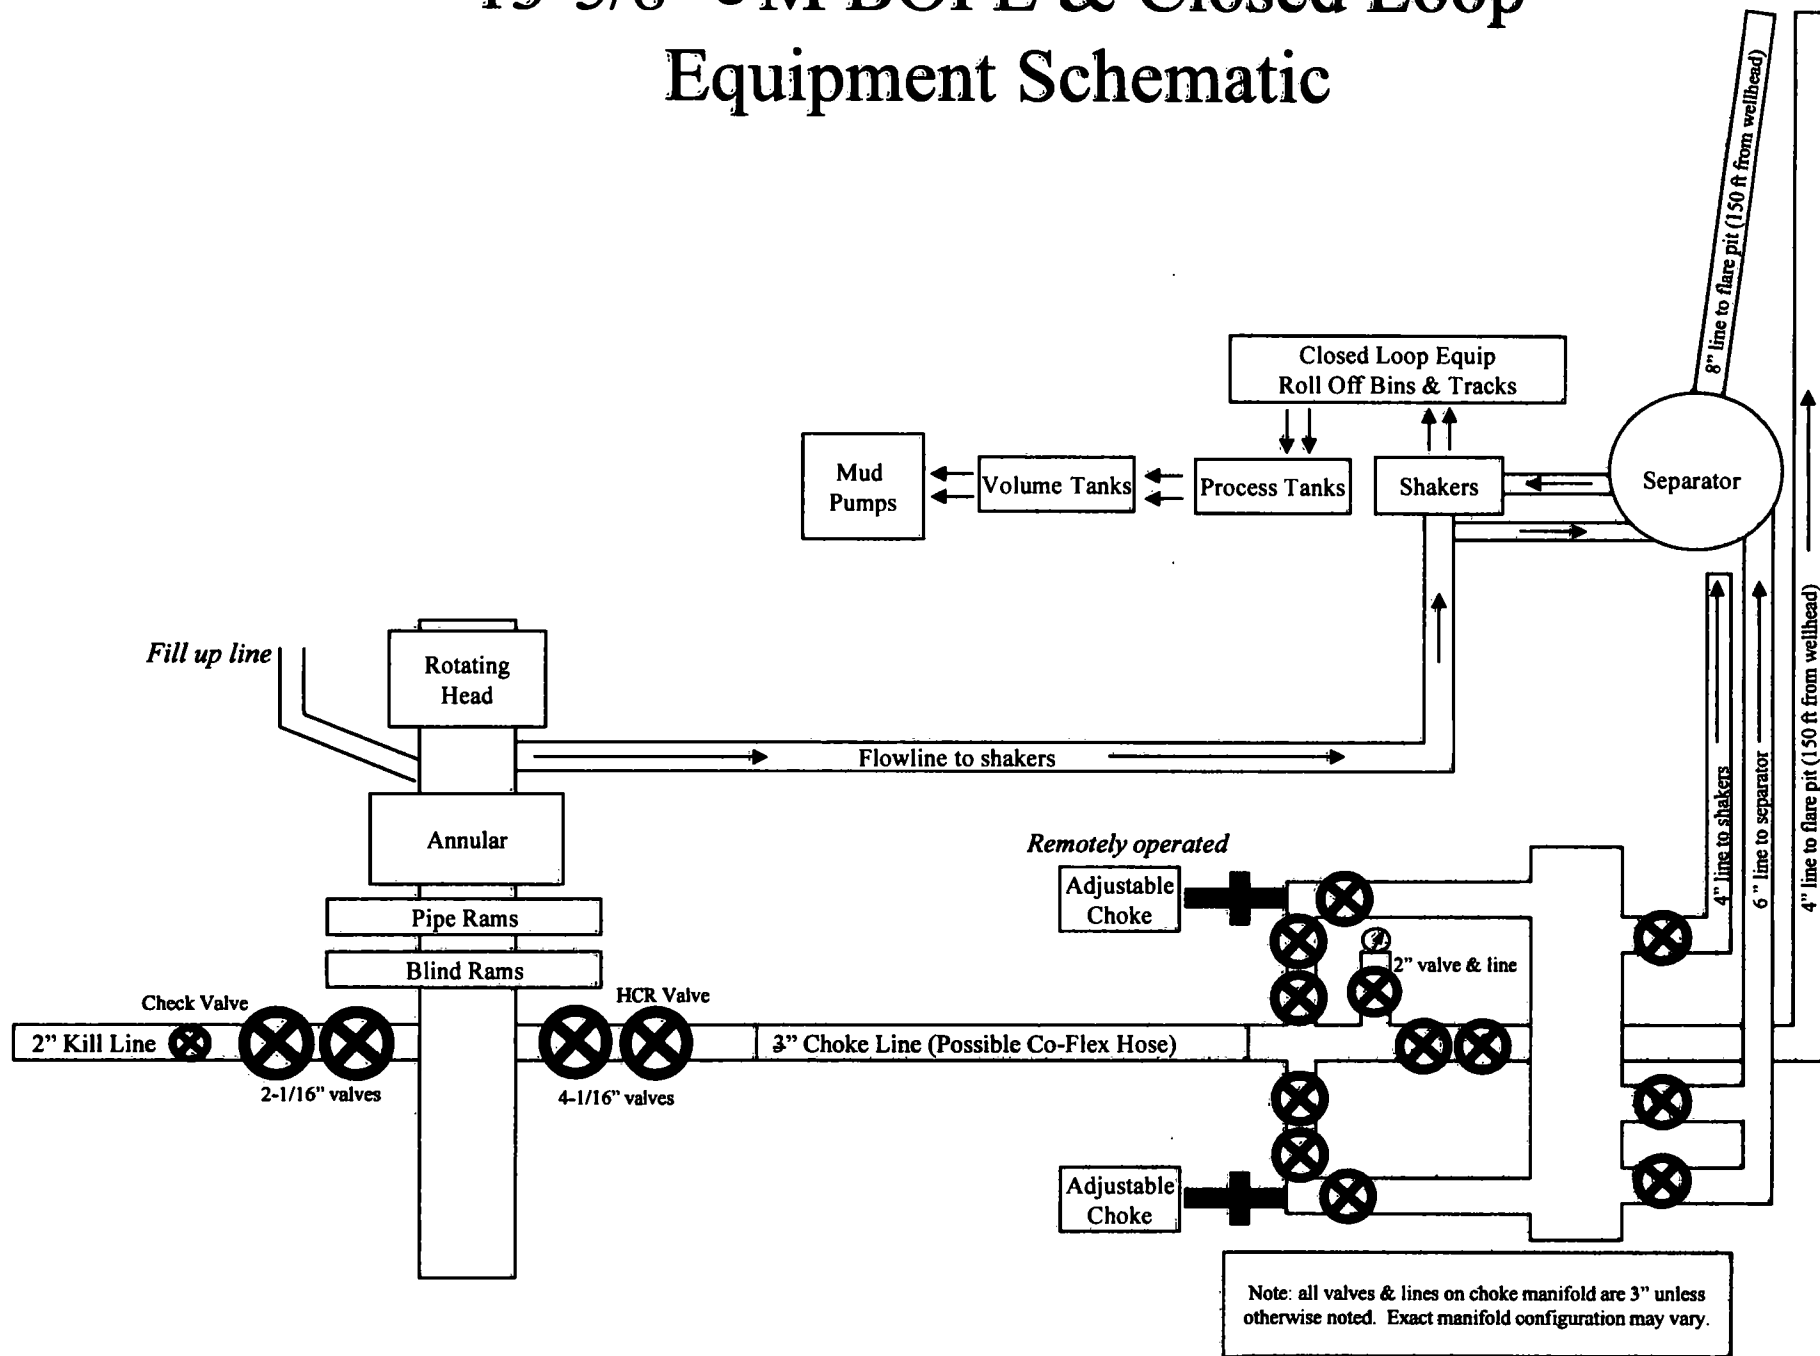 BOPE & Closed Loop
Equipment Schematic
8” line to flare pit (150 ft from wellhead)
Closed Loop Equip
Roll Off Bins & Tracks
Mud
Pumps
Volume Tanks
Process Tanks
Shakers
Separator
Fill up line
Rotating
Head
Flowline to shakers
Annular
Pipe Rams
Blind Rams
Remotely operated
Adjustable
Choke
2” valve & line
4” line to shakers
6” line to separator
4” line to flare pit (150 ft from wellhead)
Check Valve
HCR Valve
2” Kill Line
3” Choke Line (Possible Co-Flex Hose)
2-1/16” valves
4-1/16” valves
Adjustable
Choke
Note: all valves & lines on choke manifold are 3” unless
otherwise noted. Exact manifold configuration may vary.